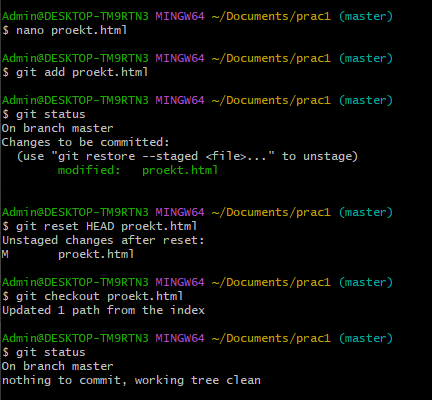 Admin@DESKTOP-TM9RTN3 MINGW64 ~/Documents/prac1 (master)
$ nano proekt.html
Admin@DESKTOP-TM9RTN3 MINGW64 ~/Documents/prac1 (master)
$ git add proekt.html
Admin@DESKTOP-TM9RTN3 MINGW64 ~/Documents/prac1 (master)
$ git status
On branch master
Changes to be committed:
  (use "git restore --staged <file>..." to unstage)
        modified:   proekt.html
Admin@DESKTOP-TM9RTN3 MINGW64 ~/Documents/prac1 (master)
$ git reset HEAD proekt.html
Unstaged changes after reset:
M       proekt.html
Admin@DESKTOP-TM9RTN3 MINGW64 ~/Documents/prac1 (master)
$ git checkout proekt.html
Updated 1 path from the index
Admin@DESKTOP-TM9RTN3 MINGW64 ~/Documents/prac1 (master)
$ git status
On branch master
nothing to commit, working tree clean